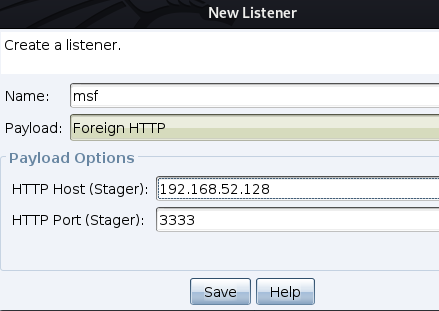 New Listener
Create a listener.
Name: msf
Payload: Foreign HTTP
Payload Options
HTTP Host (Stager): 192.168.52.128
HTTP Port (Stager): 3333
Save Help